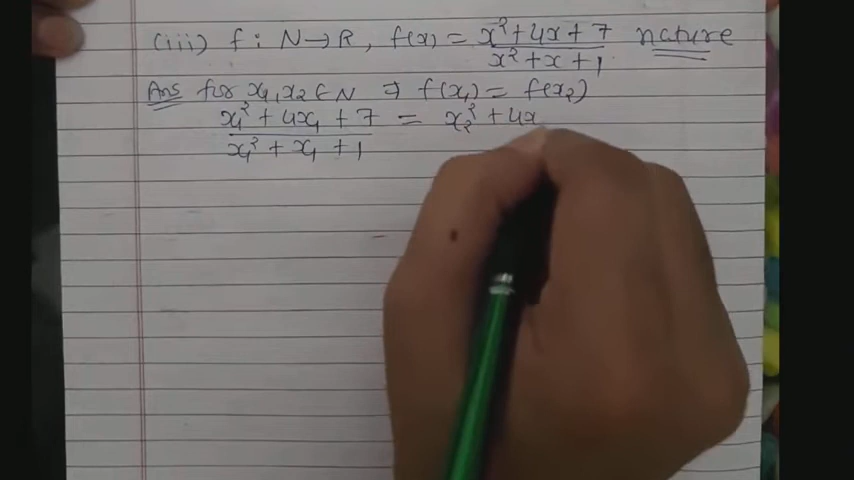 (iii) f : N → R, f(x) = x² + 4x + 7 / x² + x + 1 nature
Ans for x₁, x₂ ∈ N ⇒ f(x₁) = f(x₂)
x₁² + 4x₁ + 7 / x₁² + x₁ + 1 = x₂² + 4x